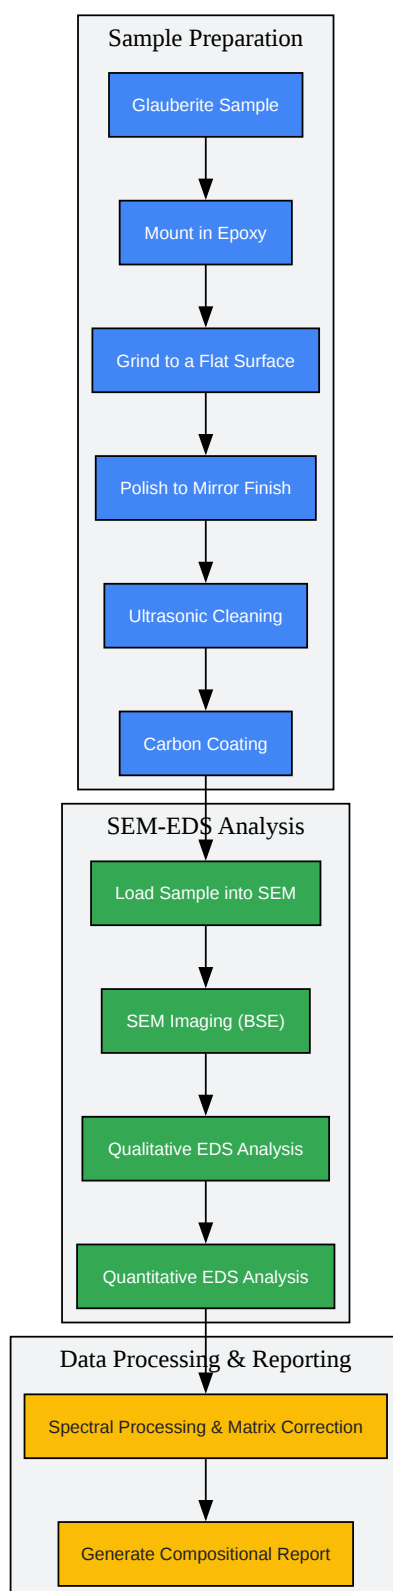 Sample Preparation
Glauberite Sample
Mount in Epoxy
Grind to a Flat Surface
Polish to Mirror Finish
Ultrasonic Cleaning
Carbon Coating
SEM-EDS Analysis
Load Sample into SEM
SEM Imaging (BSE)
Qualitative EDS Analysis
Quantitative EDS Analysis
Data Processing & Reporting
Spectral Processing & Matrix Correction
Generate Compositional Report